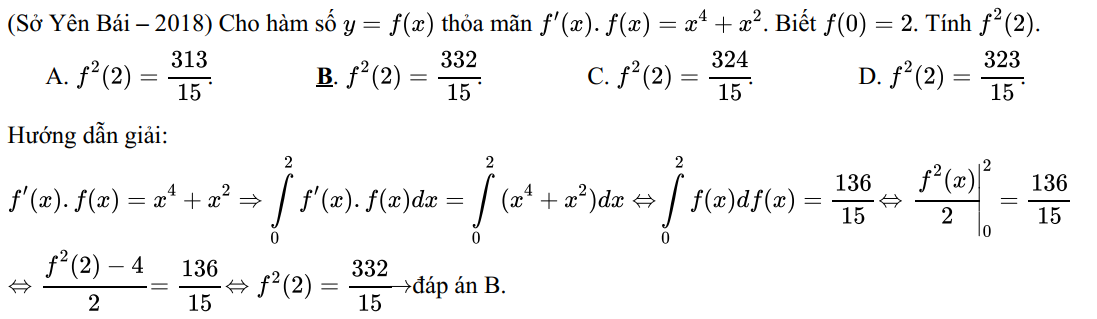 (Sở Yên Bái – 2018) Cho hàm số y = f(x) thỏa mãn f′(x). f(x) = x⁴ + x². Biết f(0) = 2. Tính f²(2).
A. f²(2) = 313/15. B. f²(2) = 332/15. C. f²(2) = 324/15. D. f²(2) = 323/15.
Hướng dẫn giải:
f′(x). f(x) = x⁴ + x² ⇒ ∫₀² f′(x). f(x)dx = ∫₀² (x⁴ + x²)dx ⇔ ∫₀² f(x)df(x) = 136/15 ⇔ f²(x)/2 |₀² = 136/15
⇔ (f²(2) − 4)/2 = 136/15 ⇔ f²(2) = 332/15 →đáp án B.